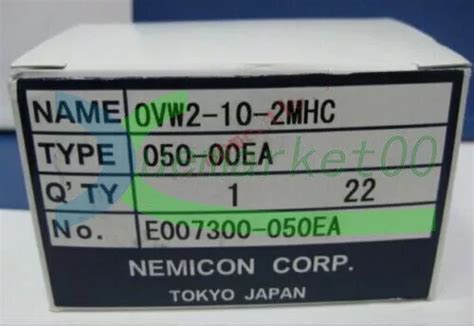 NAME OVW2-10-2MHC
TYPE 050-00EA
Q'TY 1 22
No. E007300-050EA
NEMICON CORP.
TOKYO JAPAN